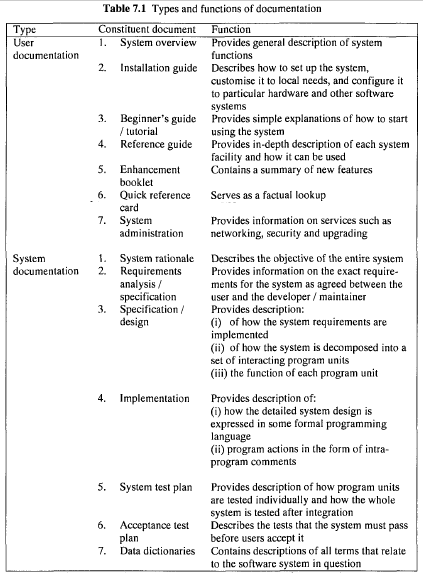 Table 7.1 Types and functions of documentation
Type Constituent document Function
User documentation
1. System overview Provides general description of system functions
2. Installation guide Describes how to set up the system, customise it to local needs, and configure it to particular hardware and other software systems
3. Beginner's guide / tutorial Provides simple explanations of how to start using the system
4. Reference guide Provides in-depth description of each system facility and how it can be used
5. Enhancement booklet Contains a summary of new features
6. Quick reference card Serves as a factual lookup
7. System administration Provides information on services such as networking, security and upgrading
System documentation
1. System rationale Describes the objective of the entire system
2. Requirements analysis / specification Provides information on the exact require-ments for the system as agreed between the user and the developer / maintainer
3. Specification / design Provides description:
(i) of how the system requirements are implemented
(ii) of how the system is decomposed into a set of interacting program units
(iii) the function of each program unit
4. Implementation Provides description of:
(i) how the detailed system design is expressed in some formal programming language
(ii) program actions in the form of intra-program comments
5. System test plan Provides description of how program units are tested individually and how the whole system is tested after integration
6. Acceptance test plan Describes the tests that the system must pass before users accept it
7. Data dictionaries Contains descriptions of all terms that relate to the software system in question